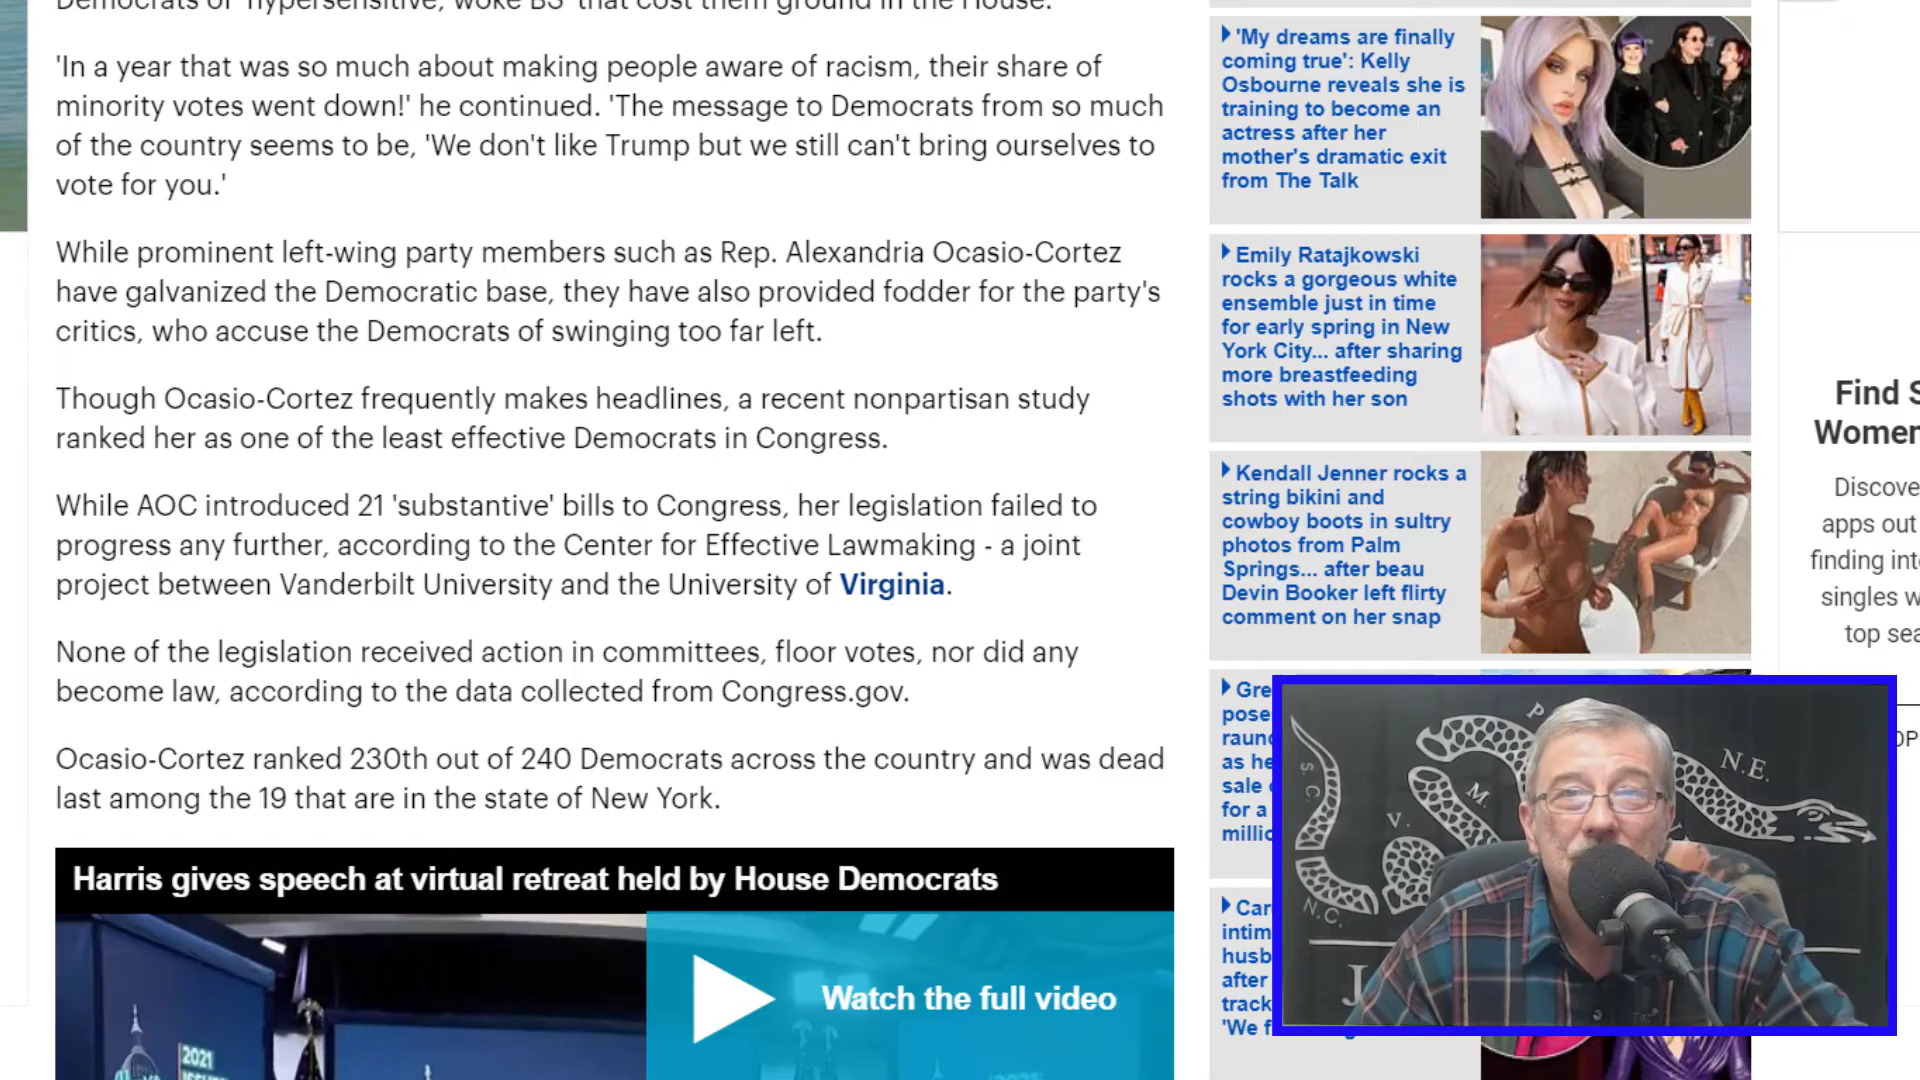 Democrats of 'hypersensitive, woke BS' that cost them ground in the House.
'In a year that was so much about making people aware of racism, their share of
minority votes went down!' he continued. 'The message to Democrats from so much
of the country seems to be, 'We don't like Trump but we still can't bring ourselves to
vote for you.'
While prominent left-wing party members such as Rep. Alexandria Ocasio-Cortez
have galvanized the Democratic base, they have also provided fodder for the party's
critics, who accuse the Democrats of swinging too far left.
Though Ocasio-Cortez frequently makes headlines, a recent nonpartisan study
ranked her as one of the least effective Democrats in Congress.
While AOC introduced 21 'substantive' bills to Congress, her legislation failed to
progress any further, according to the Center for Effective Lawmaking - a joint
project between Vanderbilt University and the University of Virginia.
None of the legislation received action in committees, floor votes, nor did any
become law, according to the data collected from Congress.gov.
Ocasio-Cortez ranked 230th out of 240 Democrats across the country and was dead
last among the 19 that are in the state of New York.
Harris gives speech at virtual retreat held by House Democrats
Watch the full video
2021
'My dreams are finally
coming true': Kelly
Osbourne reveals she is
training to become an
actress after her
mother's dramatic exit
from The Talk
Emily Ratajkowski
rocks a gorgeous white
ensemble just in time
for early spring in New
York City... after sharing
more breastfeeding
shots with her son
Kendall Jenner rocks a
string bikini and
cowboy boots in sultry
photos from Palm
Springs... after beau
Devin Booker left flirty
comment on her snap
Gre
pose
raunc
as he
sale
for a
millio
Car
intim
husb
after
track
'We f
Find S
Women
Discove
apps out
finding inte
singles w
top sea
OP
S.C.
N.C.
V.
M.
P.
N.E.
J